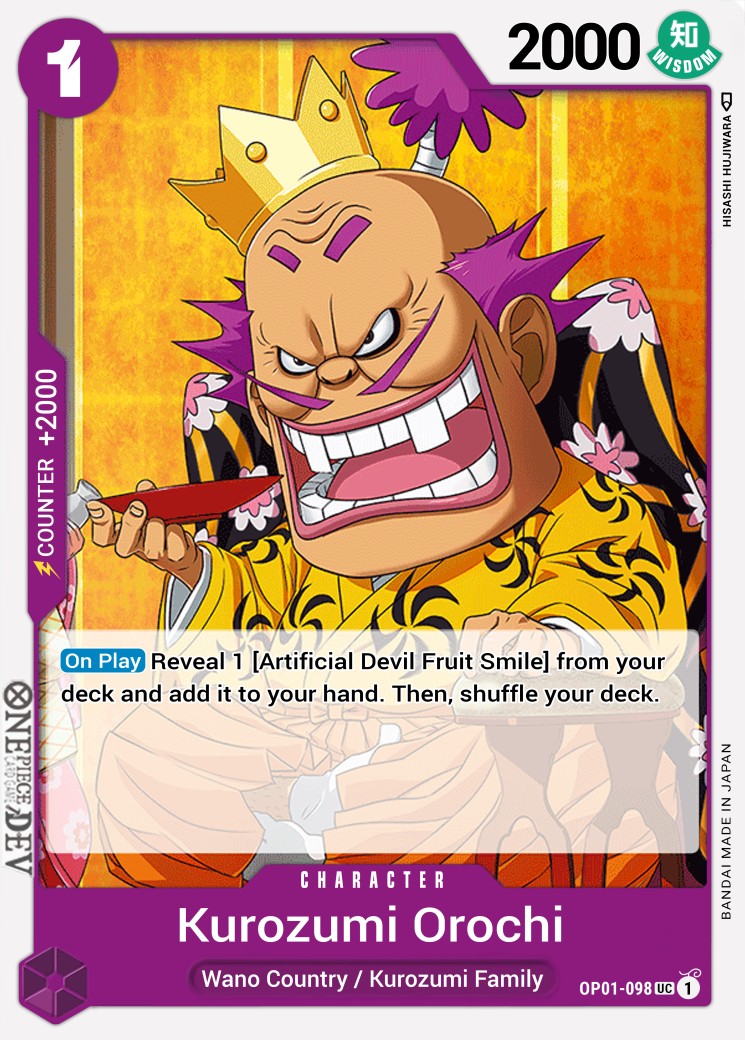 1
2000
知
WISDOM
HISASHI HUJIWARA
COUNTER +2000
On Play Reveal 1 [Artificial Devil Fruit Smile] from your
deck and add it to your hand. Then, shuffle your deck.
ONE PIECE
CARD GAME
DEV
BANDAI MADE IN JAPAN
CHARACTER
Kurozumi Orochi
Wano Country / Kurozumi Family
OP01-098 UC 1